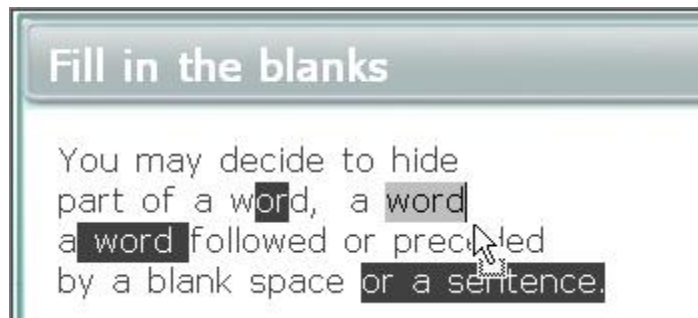 Fill in the blanks
You may decide to hide
part of a word,  a word
a word followed or preceded
by a blank space or a sentence.